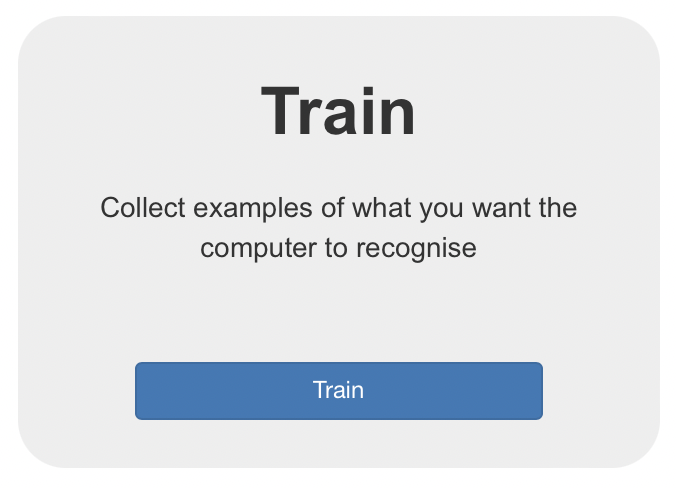 Train
Collect examples of what you want the
computer to recognise
Train